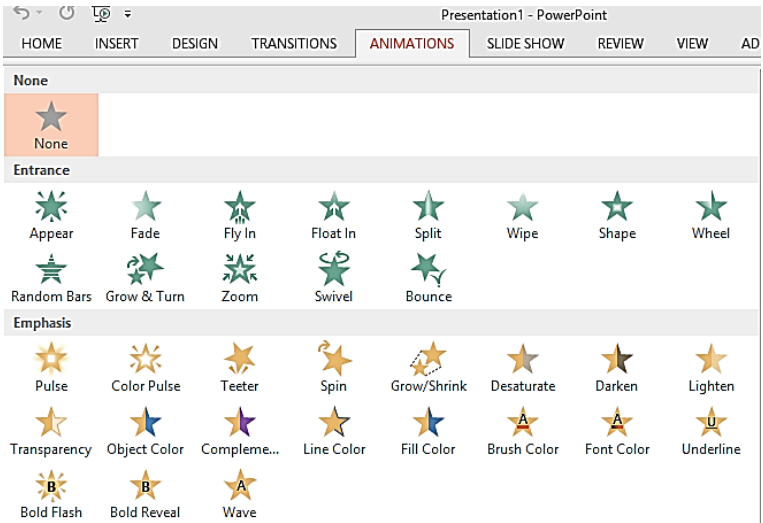 Presentation1 - PowerPoint
HOME INSERT DESIGN TRANSITIONS ANIMATIONS SLIDE SHOW REVIEW VIEW AD
None
None
Entrance
Appear Fade Fly In Float In Split Wipe Shape Wheel
Random Bars Grow & Turn Zoom Swivel Bounce
Emphasis
Pulse Color Pulse Teeter Spin Grow/Shrink Desaturate Darken Lighten
A A U
Transparency Object Color Compleme... Line Color Fill Color Brush Color Font Color Underline
B B A
Bold Flash Bold Reveal Wave